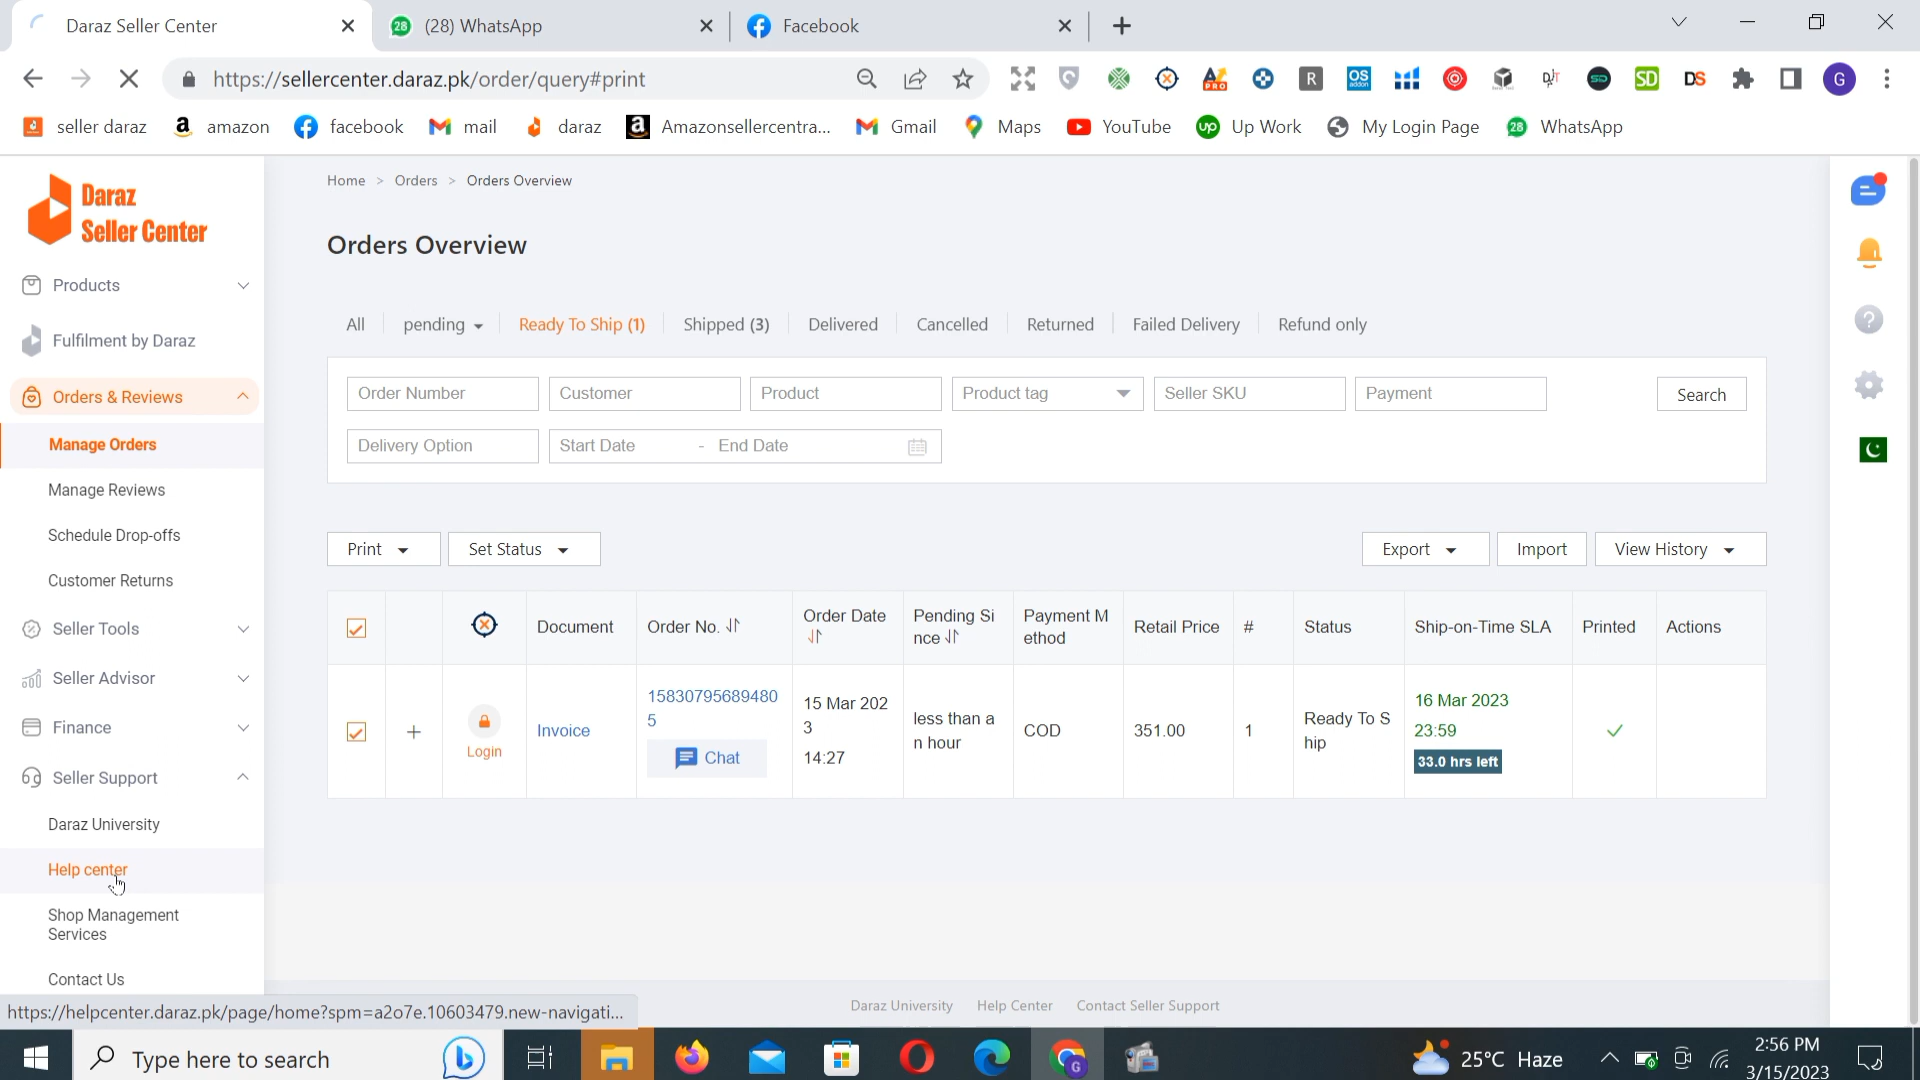 Daraz Seller Center
28 (28) WhatsApp
Facebook
https://sellercenter.daraz.pk/order/query#print
PRO
R
OS addon
SD
DS
G
seller daraz
amazon
facebook
mail
daraz
Amazonsellercentra...
Gmail
Maps
YouTube
up Up Work
My Login Page
28 WhatsApp
Daraz
Seller Center
Products
Fulfilment by Daraz
Orders & Reviews
Manage Orders
Manage Reviews
Schedule Drop-offs
Customer Returns
Seller Tools
Seller Advisor
Finance
Seller Support
Daraz University
Help center
Shop Management
Services
Contact Us
Home > Orders > Orders Overview
Orders Overview
All
pending
Ready To Ship (1)
Shipped (3)
Delivered
Cancelled
Returned
Failed Delivery
Refund only
Order Number
Customer
Product
Product tag
Seller SKU
Payment
Search
Delivery Option
Start Date - End Date
Print
Set Status
Export
Import
View History
Document
Order No.
Order Date
Pending Si
nce
Payment M
ethod
Retail Price
#
Status
Ship-on-Time SLA
Printed
Actions
Login
Invoice
15830795689480
5
Chat
15 Mar 202
3
14:27
less than a
n hour
COD
351.00
1
Ready To S
hip
16 Mar 2023
23:59
33.0 hrs left
Daraz University
Help Center
Contact Seller Support
https://helpcenter.daraz.pk/page/home?spm=a2o7e.10603479.new-navigati...
Type here to search
G
25°C Haze
2:56 PM
3/15/2023